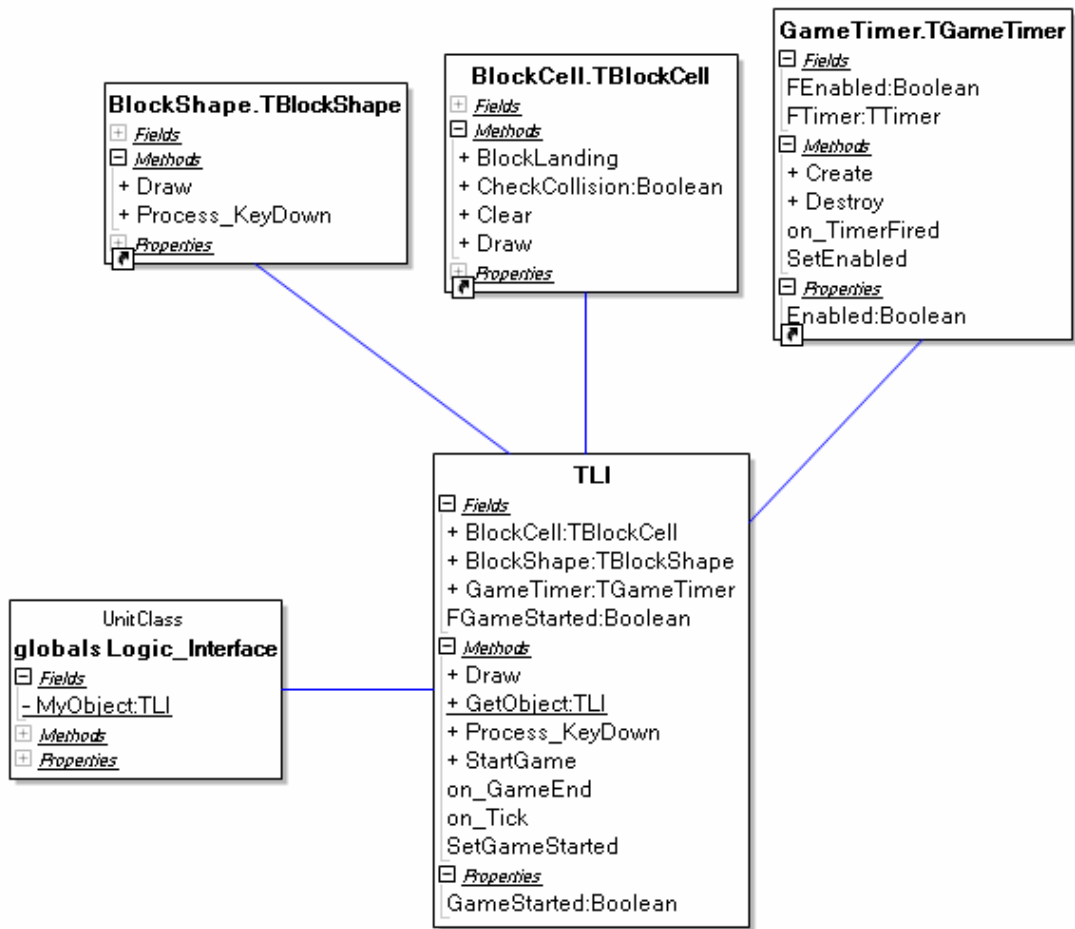 BlockShape.TBlockShape
Fields
Methods
+ Draw
+ Process_KeyDown
Properties
BlockCell.TBlockCell
Fields
Methods
+ BlockLanding
+ CheckCollision:Boolean
+ Clear
+ Draw
Properties
GameTimer.TGameTimer
Fields
FEnabled:Boolean
FTimer:TTimer
Methods
+ Create
+ Destroy
on_TimerFired
SetEnabled
Properties
Enabled:Boolean
UnitClass
globals Logic_Interface
Fields
- MyObject:TLI
Methods
Properties
TLI
Fields
+ BlockCell:TBlockCell
+ BlockShape:TBlockShape
+ GameTimer:TGameTimer
FGameStarted:Boolean
Methods
+ Draw
+ GetObject:TLI
+ Process_KeyDown
+ StartGame
on_GameEnd
on_Tick
SetGameStarted
Properties
GameStarted:Boolean